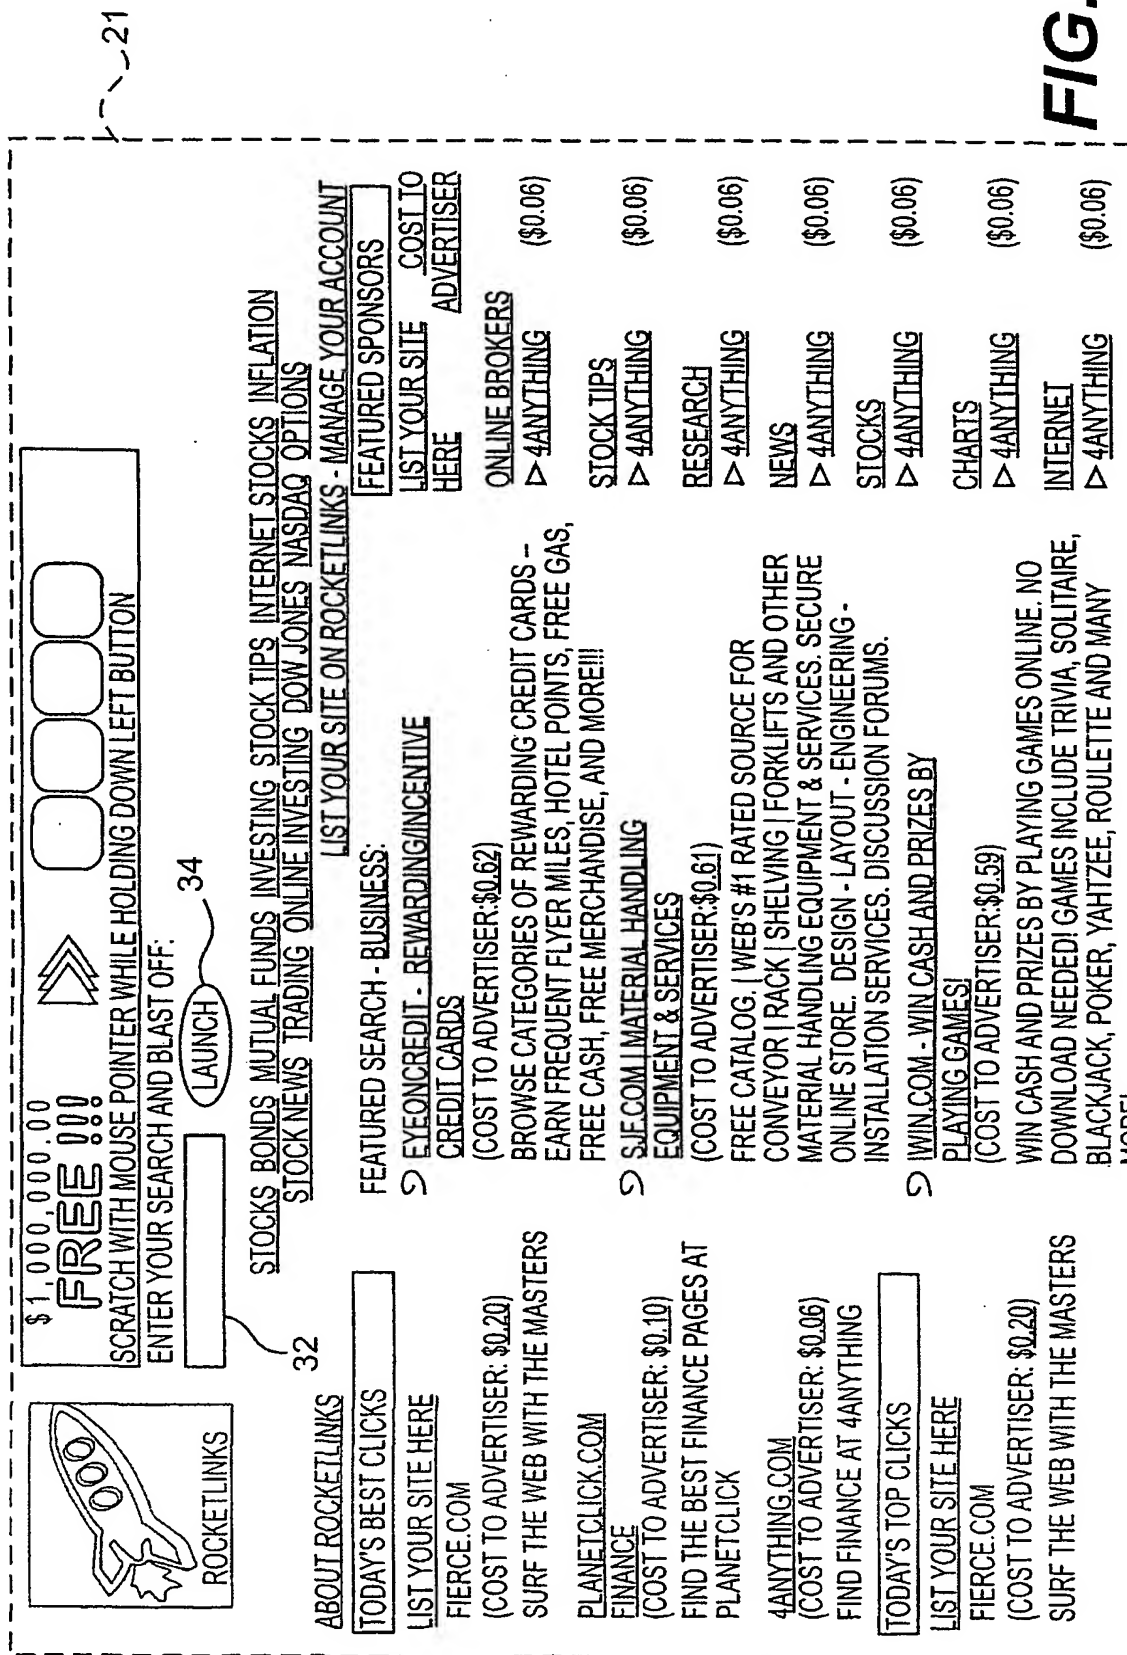 21
$1,000,000.00
FREE !!!
SCRATCH WITH MOUSE POINTER WHILE HOLDING DOWN LEFT BUTTON
ENTER YOUR SEARCH AND BLAST OFF:
LAUNCH
34
32
ROCKETLINKS
STOCKS BONDS MUTUAL FUNDS INVESTING STOCK TIPS INTERNET STOCKS INFLATION
STOCK NEWS TRADING ONLINE INVESTING DOW JONES NASDAQ OPTIONS
LIST YOUR SITE ON ROCKETLINKS - MANAGE YOUR ACCOUNT
ABOUT ROCKETLINKS
TODAY'S BEST CLICKS
LIST YOUR SITE HERE
FIERCE.COM
(COST TO ADVERTISER: $0.20)
SURF THE WEB WITH THE MASTERS
PLANETCLICK.COM
FINANCE
(COST TO ADVERTISER: $0.10)
FIND THE BEST FINANCE PAGES AT
PLANETCLICK
4ANYTHING.COM
(COST TO ADVERTISER: $0.06)
FIND FINANCE AT 4ANYTHING
TODAY'S TOP CLICKS
LIST YOUR SITE HERE
FIERCE.COM
(COST TO ADVERTISER: $0.20)
SURF THE WEB WITH THE MASTERS
FEATURED SEARCH - BUSINESS:
EYEONCREDIT - REWARDING/INCENTIVE
CREDIT CARDS
(COST TO ADVERTISER:$0.62)
BROWSE CATEGORIES OF REWARDING CREDIT CARDS –
EARN FREQUENT FLYER MILES, HOTEL POINTS, FREE GAS,
FREE CASH, FREE MERCHANDISE, AND MORE!!!
SJF.COM | MATERIAL HANDLING
EQUIPMENT & SERVICES
(COST TO ADVERTISER:$0.61)
FREE CATALOG. | WEB'S #1 RATED SOURCE FOR
CONVEYOR | RACK | SHELVING | FORKLIFTS AND OTHER
MATERIAL HANDLING EQUIPMENT & SERVICES. SECURE
ONLINE STORE. DESIGN - LAYOUT - ENGINEERING -
INSTALLATION SERVICES. DISCUSSION FORUMS.
IWIN.COM - WIN CASH AND PRIZES BY
PLAYING GAMES!
(COST TO ADVERTISER:$0.59)
WIN CASH AND PRIZES BY PLAYING GAMES ONLINE. NO
DOWNLOAD NEEDED! GAMES INCLUDE TRIVIA, SOLITAIRE,
BLACKJACK, POKER, YAHTZEE, ROULETTE AND MANY
FEATURED SPONSORS
LIST YOUR SITE COST TO
HERE ADVERTISER
ONLINE BROKERS
▷ 4ANYTHING ($0.06)
STOCK TIPS
▷ 4ANYTHING ($0.06)
RESEARCH
▷ 4ANYTHING ($0.06)
NEWS
▷ 4ANYTHING ($0.06)
STOCKS
▷ 4ANYTHING ($0.06)
CHARTS
▷ 4ANYTHING ($0.06)
INTERNET
▷ 4ANYTHING ($0.06)
FIG.